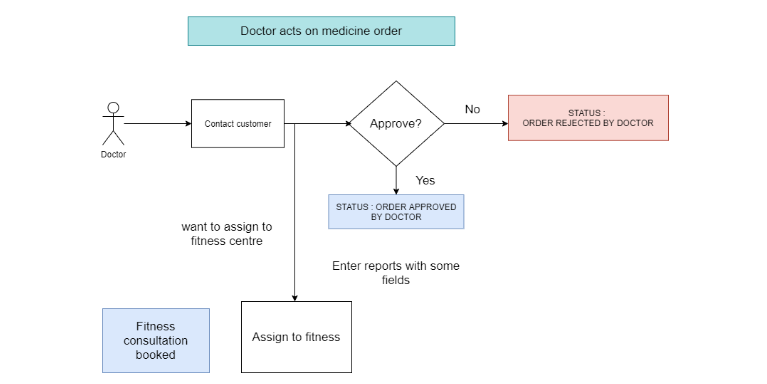 Doctor acts on medicine order
Doctor
Contact customer
Approve?
No
STATUS :
ORDER REJECTED BY DOCTOR
Yes
STATUS : ORDER APPROVED
BY DOCTOR
want to assign to
fitness centre
Enter reports with some
fields
Fitness
consultation
booked
Assign to fitness